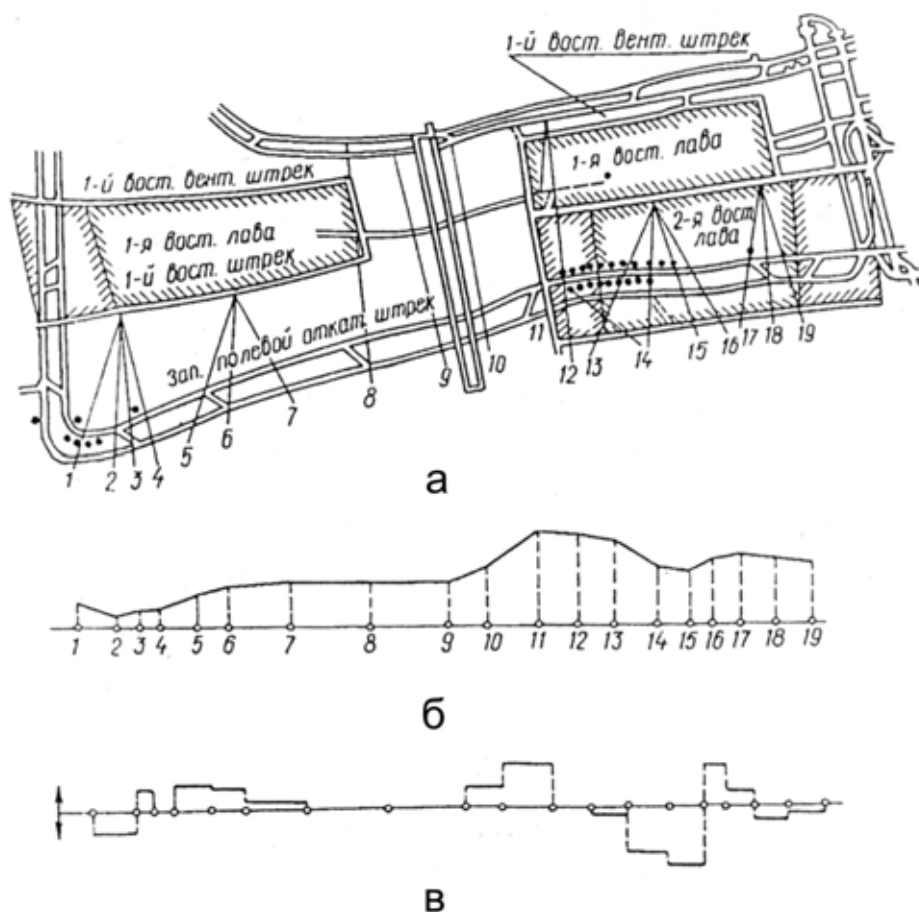 1-й вост. вент. штрек
1-я вост. лава
1-й вост. вент. штрек
1-я вост. лава
1-й вост. штрек
2-я вост.
лава
Зап. полевой откат. штрек
1 2 3 4 5 6 7 8 9 10 11 12 13 14 15 16 17 18 19
а
1 2 3 4 5 6 7 8 9 10 11 12 13 14 15 16 17 18 19
б
в